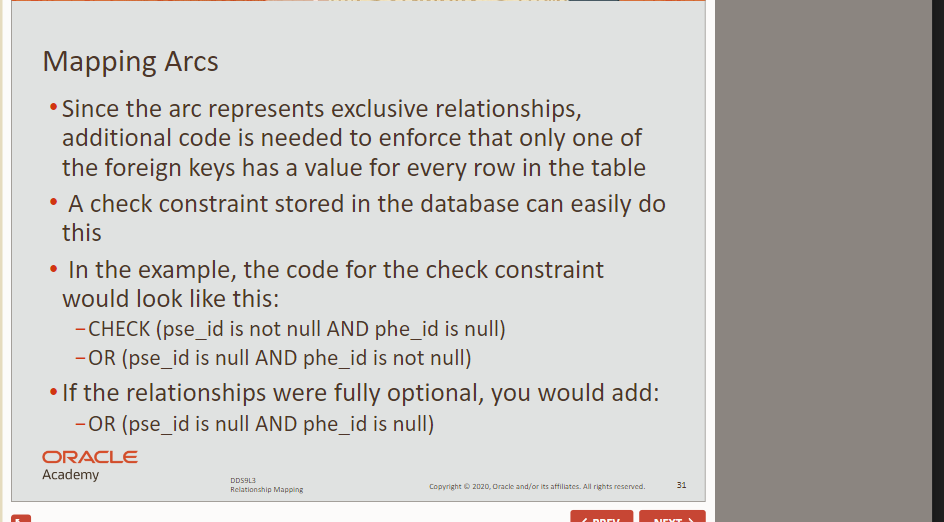 Mapping Arcs
• Since the arc represents exclusive relationships,
additional code is needed to enforce that only one of
the foreign keys has a value for every row in the table
• A check constraint stored in the database can easily do
this
• In the example, the code for the check constraint
would look like this:
–CHECK (pse_id is not null AND phe_id is null)
–OR (pse_id is null AND phe_id is not null)
• If the relationships were fully optional, you would add:
–OR (pse_id is null AND phe_id is null)
ORACLE
Academy
DDS9L3
Relationship Mapping
Copyright © 2020, Oracle and/or its affiliates. All rights reserved.
31
< PREV
NEXT >